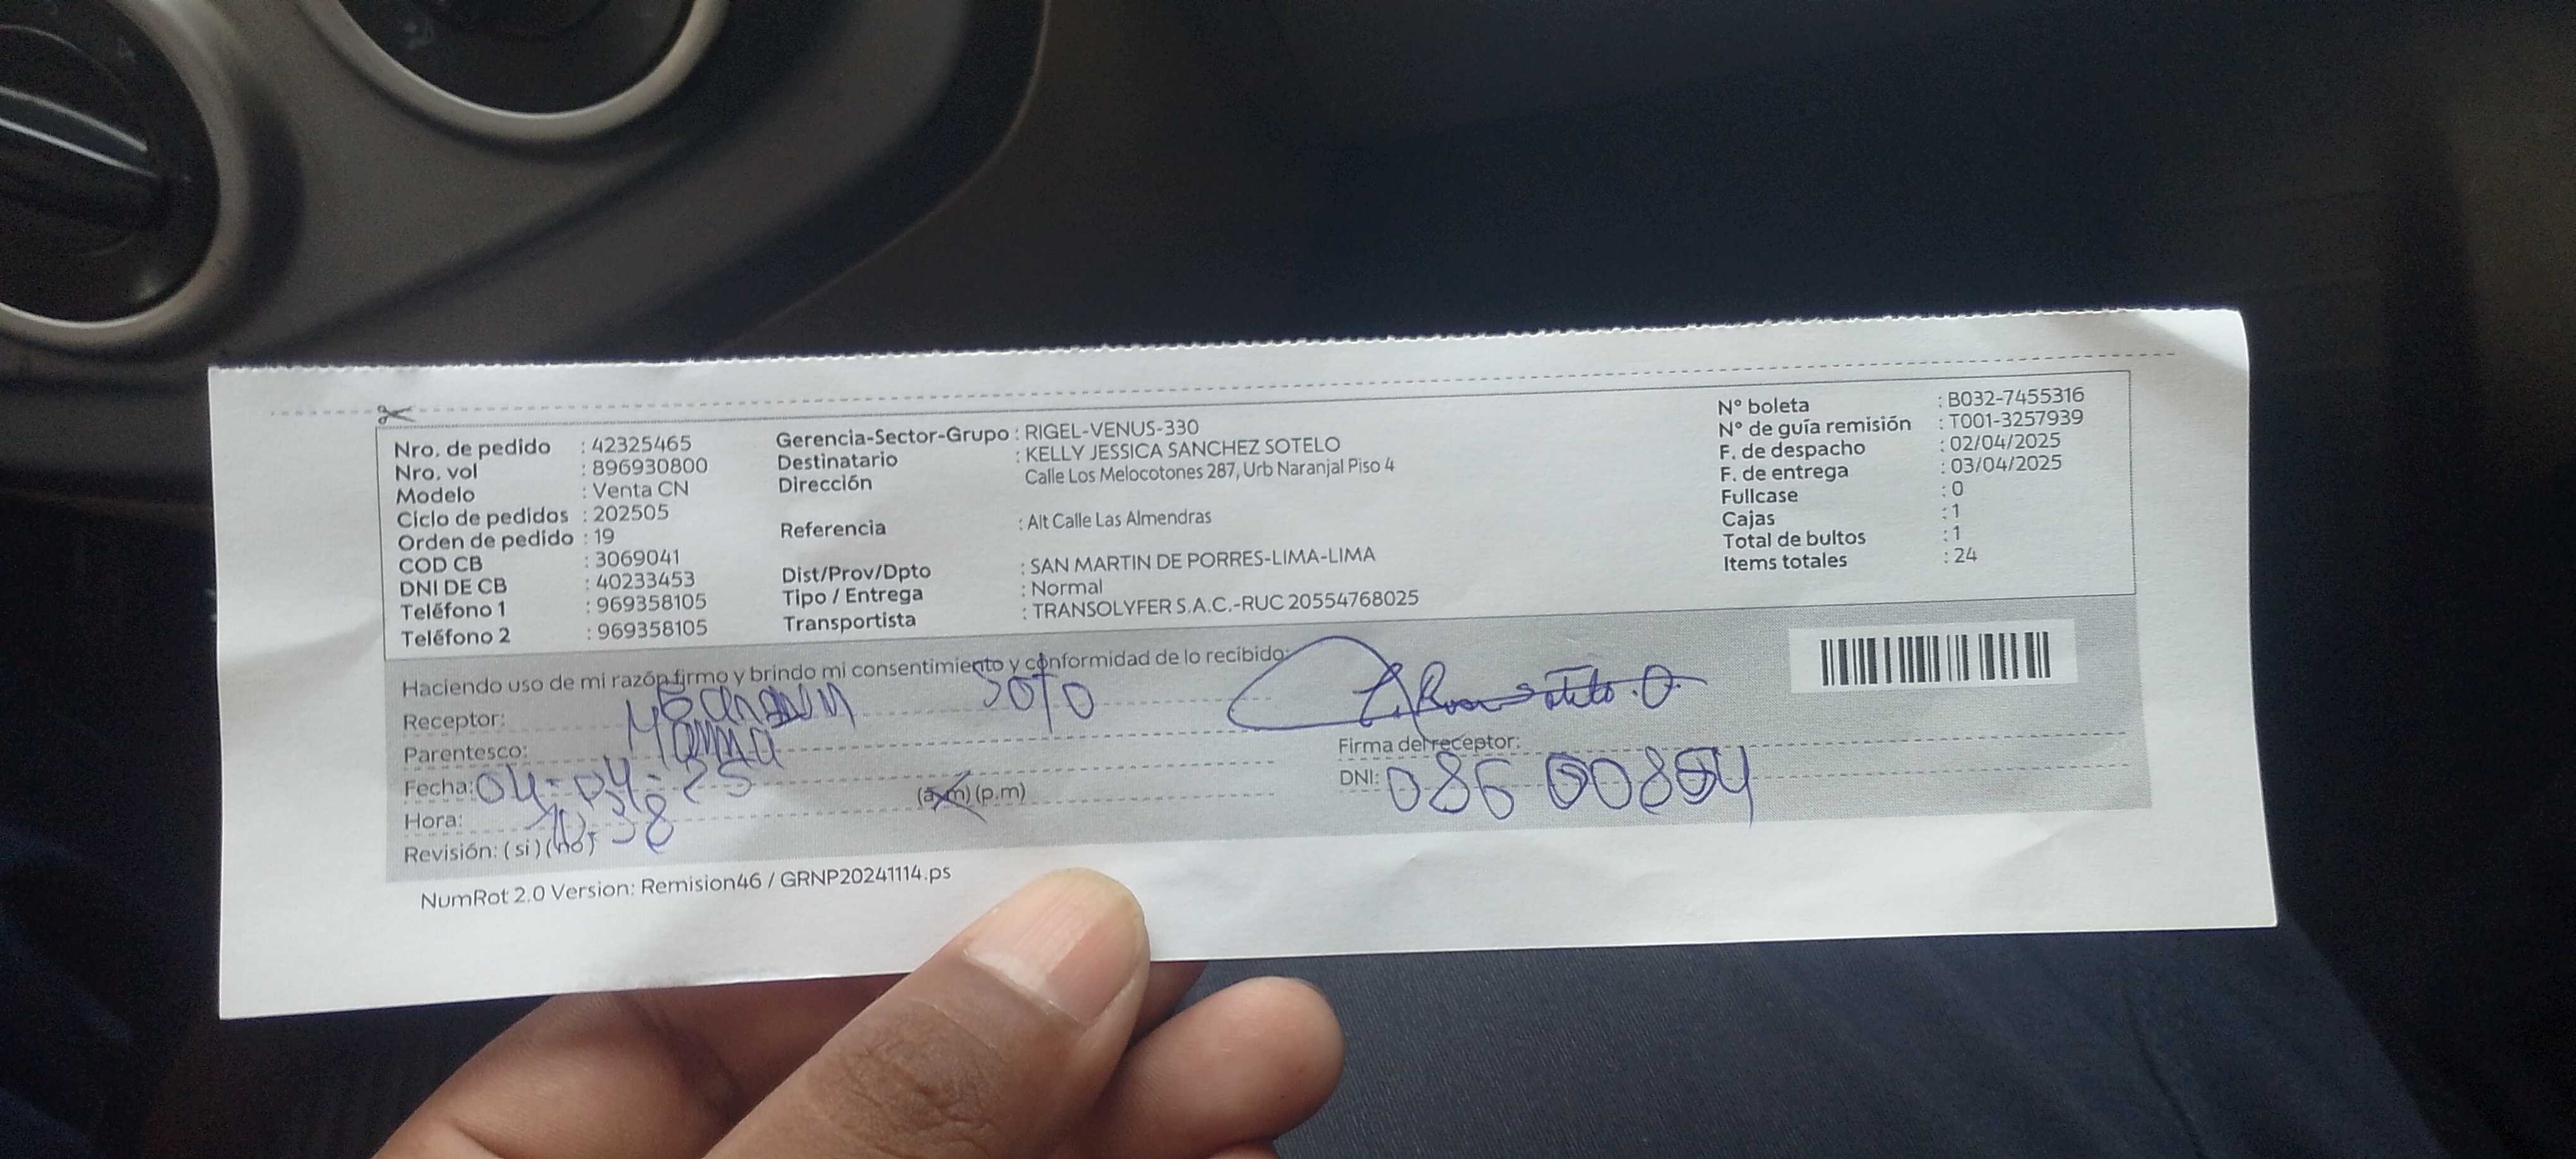 Nro. de pedido : 42325465
Nro. vol : 896930800
Modelo : Venta CN
Ciclo de pedidos : 202505
Orden de pedido : 19
COD CB : 3069041
DNI DE CB : 40233453
Teléfono 1 : 969358105
Teléfono 2 : 969358105
Gerencia-Sector-Grupo : RIGEL-VENUS-330
Destinatario : KELLY JESSICA SANCHEZ SOTELO
Dirección Calle Los Melocotones 287, Urb Naranjal Piso 4
Referencia : Alt Calle Las Almendras
Dist/Prov/Dpto : SAN MARTIN DE PORRES-LIMA-LIMA
Tipo / Entrega : Normal
Transportista : TRANSOLYFER S.A.C.-RUC 20554768025
N° boleta : B032-7455316
N° de guía remisión : T001-3257939
F. de despacho : 02/04/2025
F. de entrega : 03/04/2025
Fullcase : 0
Cajas : 1
Total de bultos : 1
Items totales : 24
Haciendo uso de mi razón firmo y brindo mi consentimiento y conformidad de lo recibido:
Receptor: Soto
Parentesco: Mama
Fecha: 04-04-25
Hora: (a.m) (p.m)
Revisión: ( si ) ( no )
Firma del receptor:
DNI:
NumRot 2.0 Version: Remision46 / GRNP20241114.ps